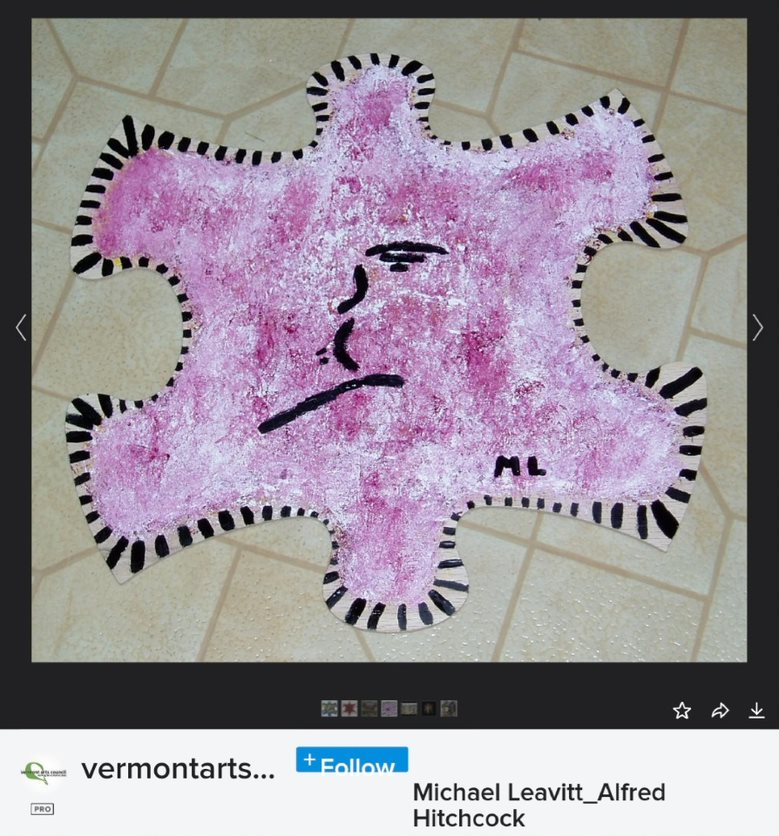 ML
vermontarts...
+ Follow
PRO
Michael Leavitt_Alfred
Hitchcock